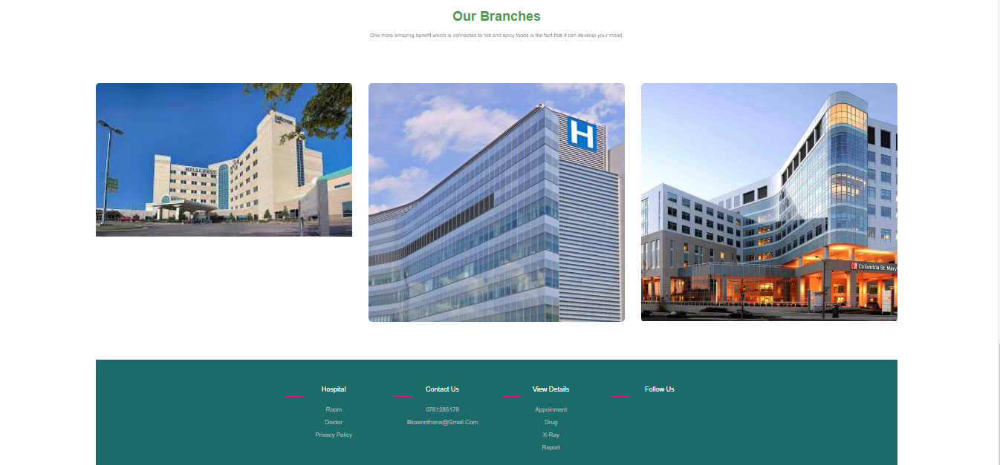 Our Branches
One more amazing benefit which is connected to hot and spicy foods is the fact that it can develop your mood.
HILLCREST
H
Columbia St. Mary
Hospital
Contact Us
View Details
Follow Us
Room
0761285178
Appoinment
Doctor
Bkaannthana@Gmail.Com
Drug
Privacy Policy
X-Ray
Report